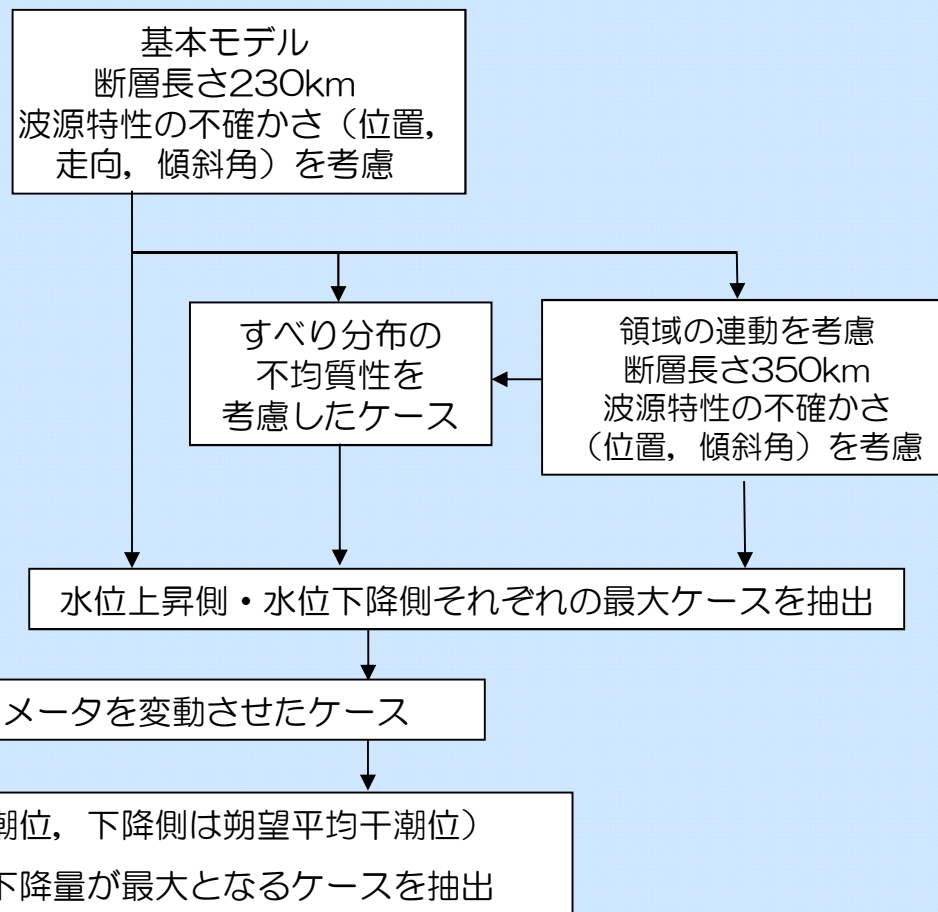 基本モデル
断層長さ230km
波源特性の不確かさ（位置，
走向，傾斜角）を考慮
すべり分布の
不均質性を
考慮したケース
領域の連動を考慮
断層長さ350km
波源特性の不確かさ
（位置，傾斜角）を考慮
水位上昇側・水位下降側それぞれの最大ケースを抽出
メータを変動させたケース
潮位，下降側は朔望平均干潮位）
下降量が最大となるケースを抽出